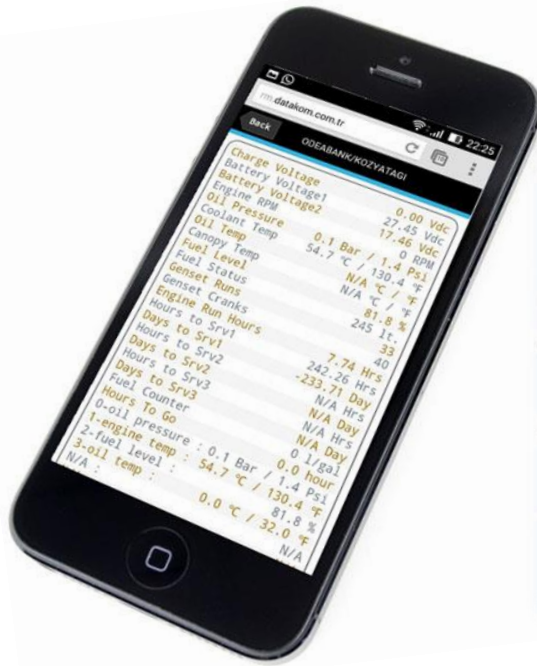 22:25
rm.datakom.com.tr
Back ODEABANK/KOZYATAGI
Charge Voltage 0.00 Vdc
Battery Voltage1 27.45 Vdc
Battery Voltage2 17.46 Vdc
Engine RPM 0 RPM
Oil Pressure 0.1 Bar / 1.4 Psi
Coolant Temp 54.7 °C / 130.4 °F
Oil Temp N/A °C / °F
Canopy Temp N/A °C / °F
Fuel Level 81.8 %
Fuel Status 245 lt.
Genset Runs 33
Genset Cranks 40
Engine Run Hours 7.74 Hrs
Hours to Srv1 242.26 Hrs
Days to Srv1 -233.71 Day
Hours to Srv2 N/A Hrs
Days to Srv2 N/A Day
Hours to Srv3 N/A Hrs
Days to Srv3 N/A Day
Fuel Counter 0 l/gal
Hours To Go 0.0 hour
0-oil pressure : 0.1 Bar / 1.4 Psi
1-engine temp : 54.7 °C / 130.4 °F
2-fuel level : 81.8 %
3-oil temp : 0.0 °C / 32.0 °F
N/A : N/A